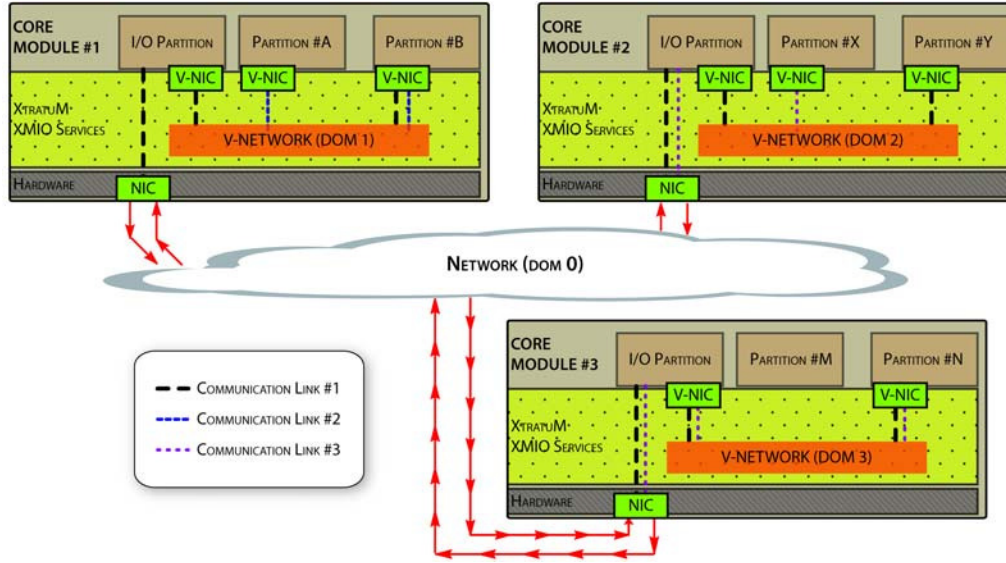 CORE
MODULE #1
I/O PARTITION
PARTITION #A
PARTITION #B
V-NIC
V-NIC
V-NIC
XTRATUM
XMIO SERVICES
V-NETWORK (DOM 1)
HARDWARE
NIC
CORE
MODULE #2
I/O PARTITION
PARTITION #X
PARTITION #Y
V-NIC
V-NIC
V-NIC
XTRATUM
XMIO SERVICES
V-NETWORK (DOM 2)
HARDWARE
NIC
NETWORK (DOM 0)
CORE
MODULE #3
I/O PARTITION
PARTITION #M
PARTITION #N
V-NIC
V-NIC
XTRATUM
XMIO SERVICES
V-NETWORK (DOM 3)
HARDWARE
NIC
COMMUNICATION LINK #1
COMMUNICATION LINK #2
COMMUNICATION LINK #3